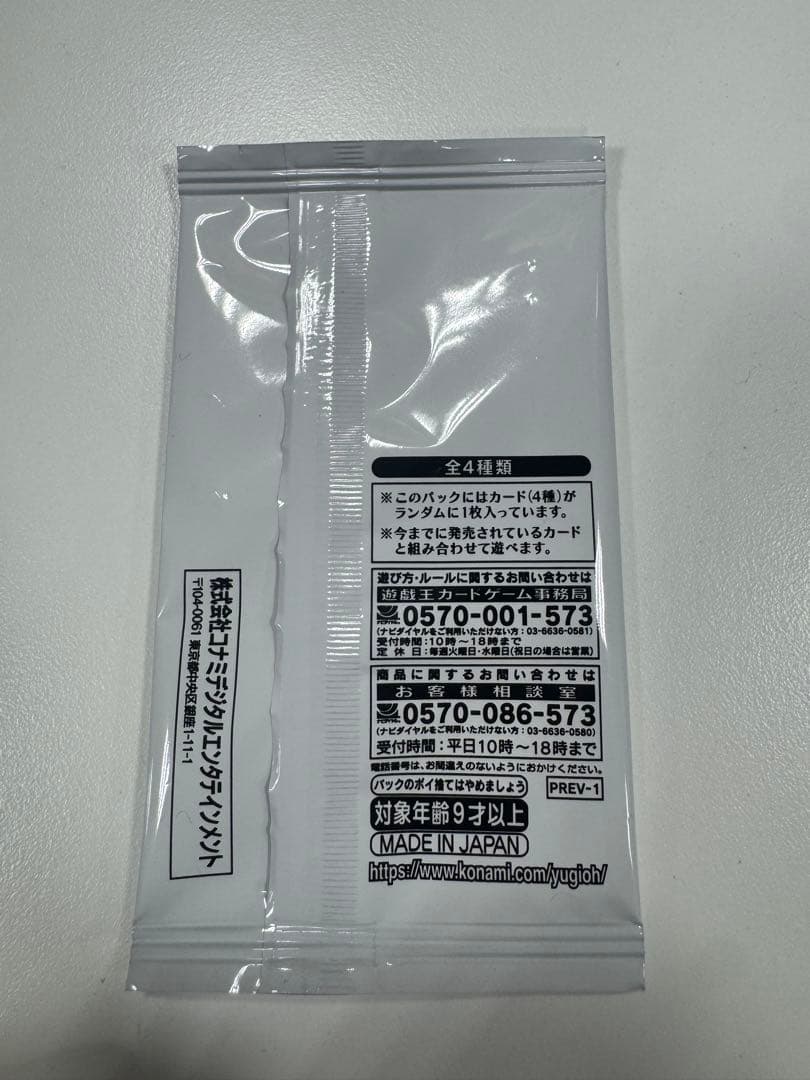 全4種類
※このパックにはカード(4種)が
ランダムに1枚入っています。
※今までに発売されているカード
と組み合わせて遊べます。
遊び方・ルールに関するお問い合わせは
遊戯王カードゲーム事務局
0570-001-573
(ナビダイヤルをご利用いただけない方:03-6636-0581)
受付時間:10時～18時まで
定休日:毎週火曜日・水曜日(祝日の場合は営業)
商品に関するお問い合わせは
お客様相談室
0570-086-573
(ナビダイヤルをご利用いただけない方:03-6636-0580)
受付時間:平日10時～18時まで
電話番号は、お間違えのないようにおかけください。
パックのポイ捨てはやめましょう
PREV-1
対象年齢9才以上
MADE IN JAPAN
https://www.konami.com/yugioh/
株式会社コナミデジタルエンタテインメント
〒104-0061 東京都中央区銀座1-11-1